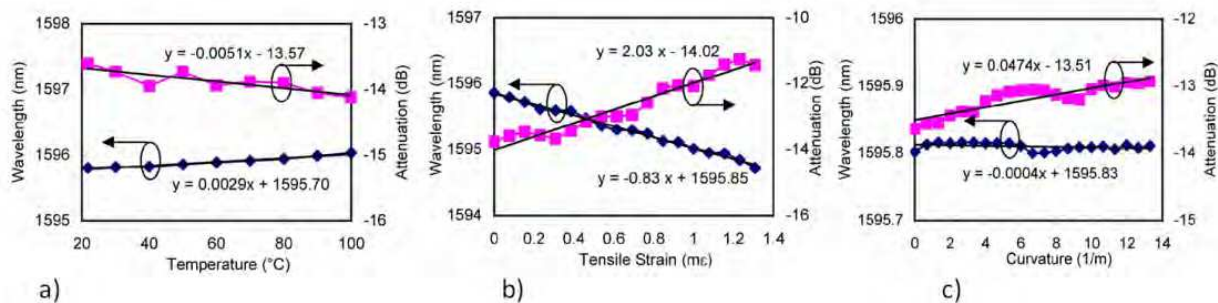 1598
1597
1596
1595
Wavelength (nm)
-13
-14
-15
-16
Attenuation (dB)
y = -0.0051x - 13.57
y = 0.0029x + 1595.70
20 40 60 80 100
Temperature (°C)
a)
1597
1596
1595
1594
Wavelength (nm)
-10
-12
-14
-16
Attenuation (dB)
y = 2.03 x - 14.02
y = -0.83 x + 1595.85
0 0.2 0.4 0.6 0.8 1 1.2 1.4
Tensile Strain (mε)
b)
1596
1595.9
1595.8
1595.7
Wavelength (nm)
-12
-13
-14
-15
Attenuation (dB)
y = 0.0474x - 13.51
y = -0.0004x + 1595.83
0 2 4 6 8 10 12 14
Curvature (1/m)
c)